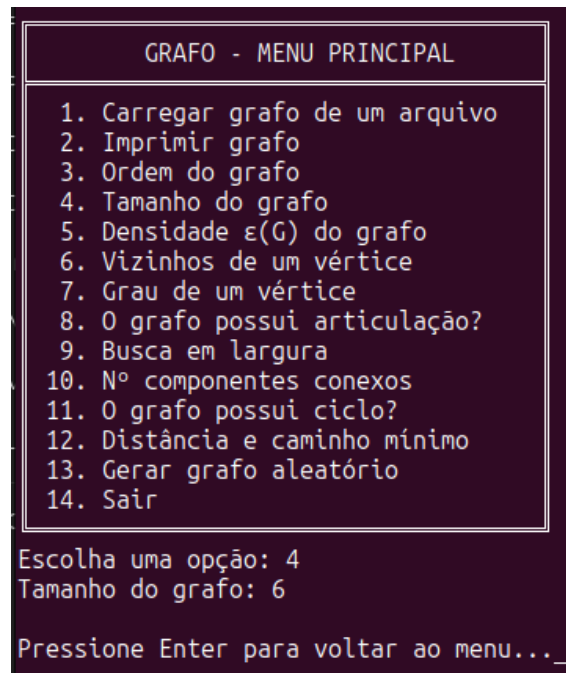 GRAFO - MENU PRINCIPAL
1. Carregar grafo de um arquivo
2. Imprimir grafo
3. Ordem do grafo
4. Tamanho do grafo
5. Densidade ε(G) do grafo
6. Vizinhos de um vértice
7. Grau de um vértice
8. O grafo possui articulação?
9. Busca em largura
10. Nº componentes conexos
11. O grafo possui ciclo?
12. Distância e caminho mínimo
13. Gerar grafo aleatório
14. Sair
Escolha uma opção: 4
Tamanho do grafo: 6
Pressione Enter para voltar ao menu..._